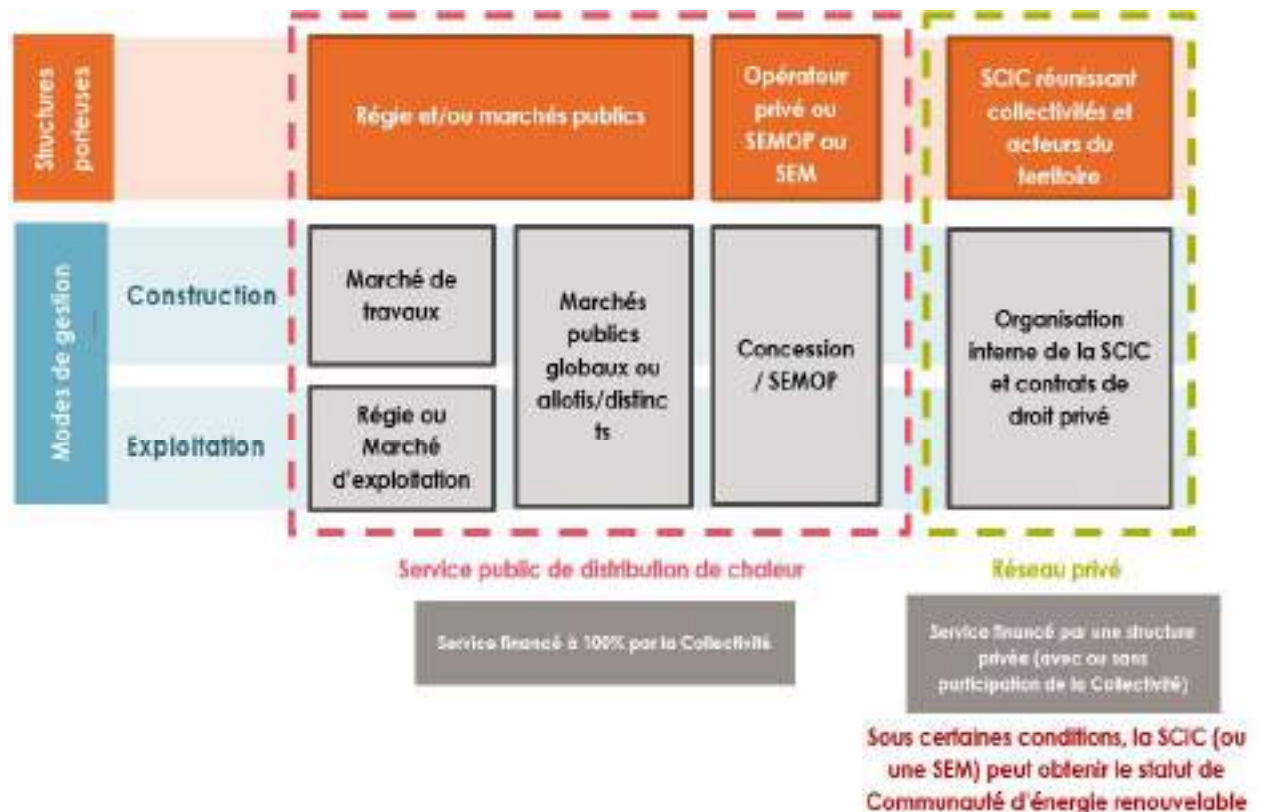 Structures
porteuses
Régie et/ou marchés publics
Opérateur
privé ou
SEMOP ou
SEM
SCIC réunissant
collectivités et
acteurs du
territoire
Modes de gestion
Construction
Exploitation
Marché de
travaux
Régie ou
Marché
d'exploitation
Marchés
publics
globaux ou
allotis/distinc
ts
Concession
/ SEMOP
Organisation
interne de la SCIC
et contrats de
droit privé
Service public de distribution de chaleur
Réseau privé
Service financé à 100% par la Collectivité
Service financé par une structure
privée (avec ou sans
participation de la Collectivité)
Sous certaines conditions, la SCIC (ou
une SEM) peut obtenir le statut de
Communauté d'énergie renouvelable